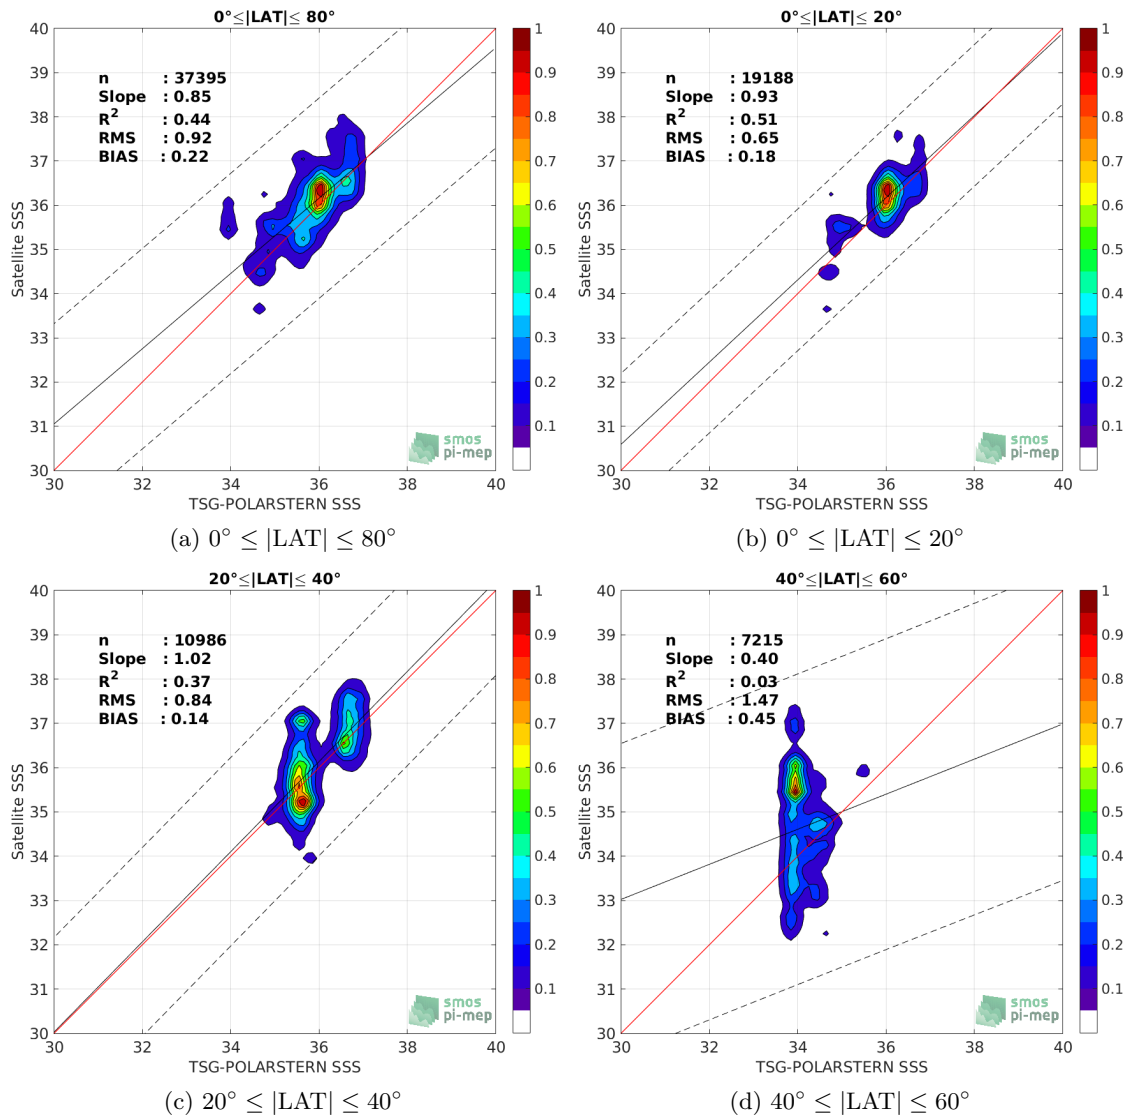 0°≤|LAT|≤ 80°
40
39
38
37
36
35
34
33
32
31
30
Satellite SSS
n : 37395
Slope : 0.85
R² : 0.44
RMS : 0.92
BIAS : 0.22
smos
pi-mep
30 32 34 36 38 40
TSG-POLARSTERN SSS
1
0.9
0.8
0.7
0.6
0.5
0.4
0.3
0.2
0.1
(a) 0° ≤ |LAT| ≤ 80°
0°≤|LAT|≤ 20°
40
39
38
37
36
35
34
33
32
31
30
Satellite SSS
n : 19188
Slope : 0.93
R² : 0.51
RMS : 0.65
BIAS : 0.18
smos
pi-mep
30 32 34 36 38 40
TSG-POLARSTERN SSS
1
0.9
0.8
0.7
0.6
0.5
0.4
0.3
0.2
0.1
(b) 0° ≤ |LAT| ≤ 20°
20°≤|LAT|≤ 40°
40
39
38
37
36
35
34
33
32
31
30
Satellite SSS
n : 10986
Slope : 1.02
R² : 0.37
RMS : 0.84
BIAS : 0.14
smos
pi-mep
30 32 34 36 38 40
TSG-POLARSTERN SSS
1
0.9
0.8
0.7
0.6
0.5
0.4
0.3
0.2
0.1
(c) 20° ≤ |LAT| ≤ 40°
40°≤|LAT|≤ 60°
40
39
38
37
36
35
34
33
32
31
30
Satellite SSS
n : 7215
Slope : 0.40
R² : 0.03
RMS : 1.47
BIAS : 0.45
smos
pi-mep
30 32 34 36 38 40
TSG-POLARSTERN SSS
1
0.9
0.8
0.7
0.6
0.5
0.4
0.3
0.2
0.1
(d) 40° ≤ |LAT| ≤ 60°